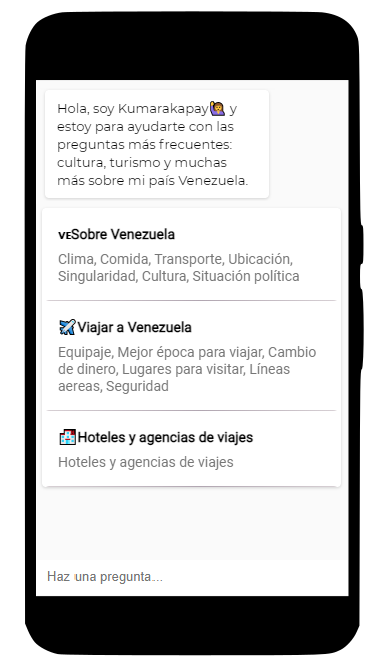 Hola, soy Kumarakapay🙋 y
estoy para ayudarte con las
preguntas más frecuentes:
cultura, turismo y muchas
más sobre mi país Venezuela.
VESobre Venezuela
Clima, Comida, Transporte, Ubicación,
Singularidad, Cultura, Situación política
✈️Viajar a Venezuela
Equipaje, Mejor época para viajar, Cambio
de dinero, Lugares para visitar, Líneas
aereas, Seguridad
🏥Hoteles y agencias de viajes
Hoteles y agencias de viajes
Haz una pregunta...